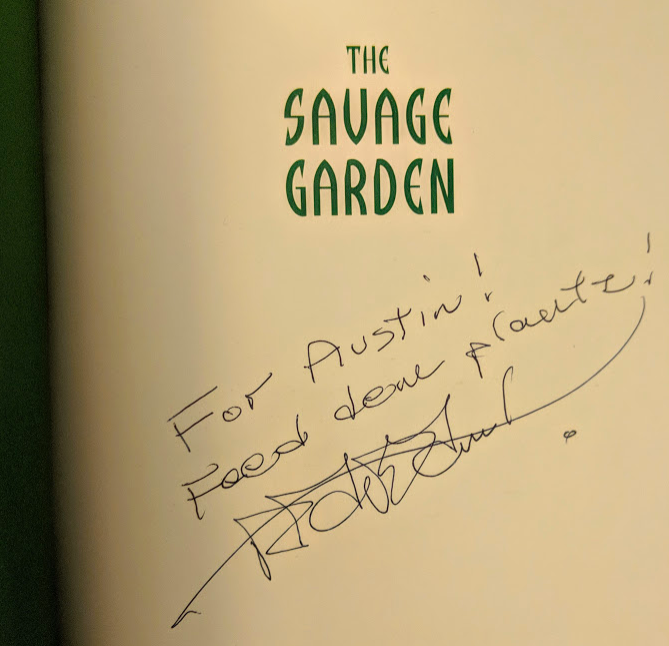 THE
SAVAGE
GARDEN
For Austin!
Feed dem plants!